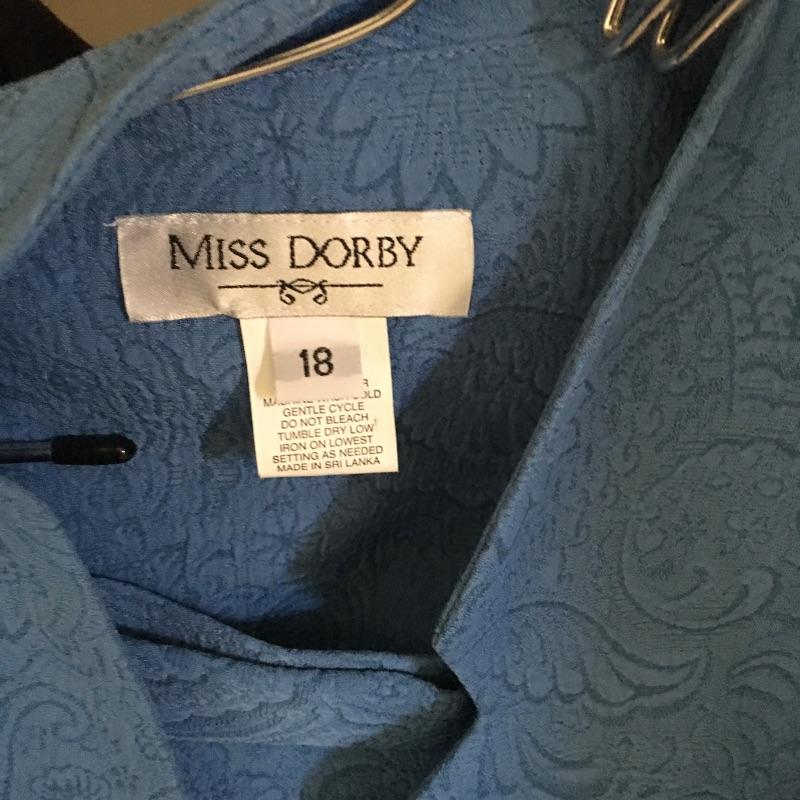 MISS DORBY
18
GENTLE CYCLE
DO NOT BLEACH
TUMBLE DRY LOW
IRON ON LOWEST
SETTING AS NEEDED
MADE IN SRI LANKA